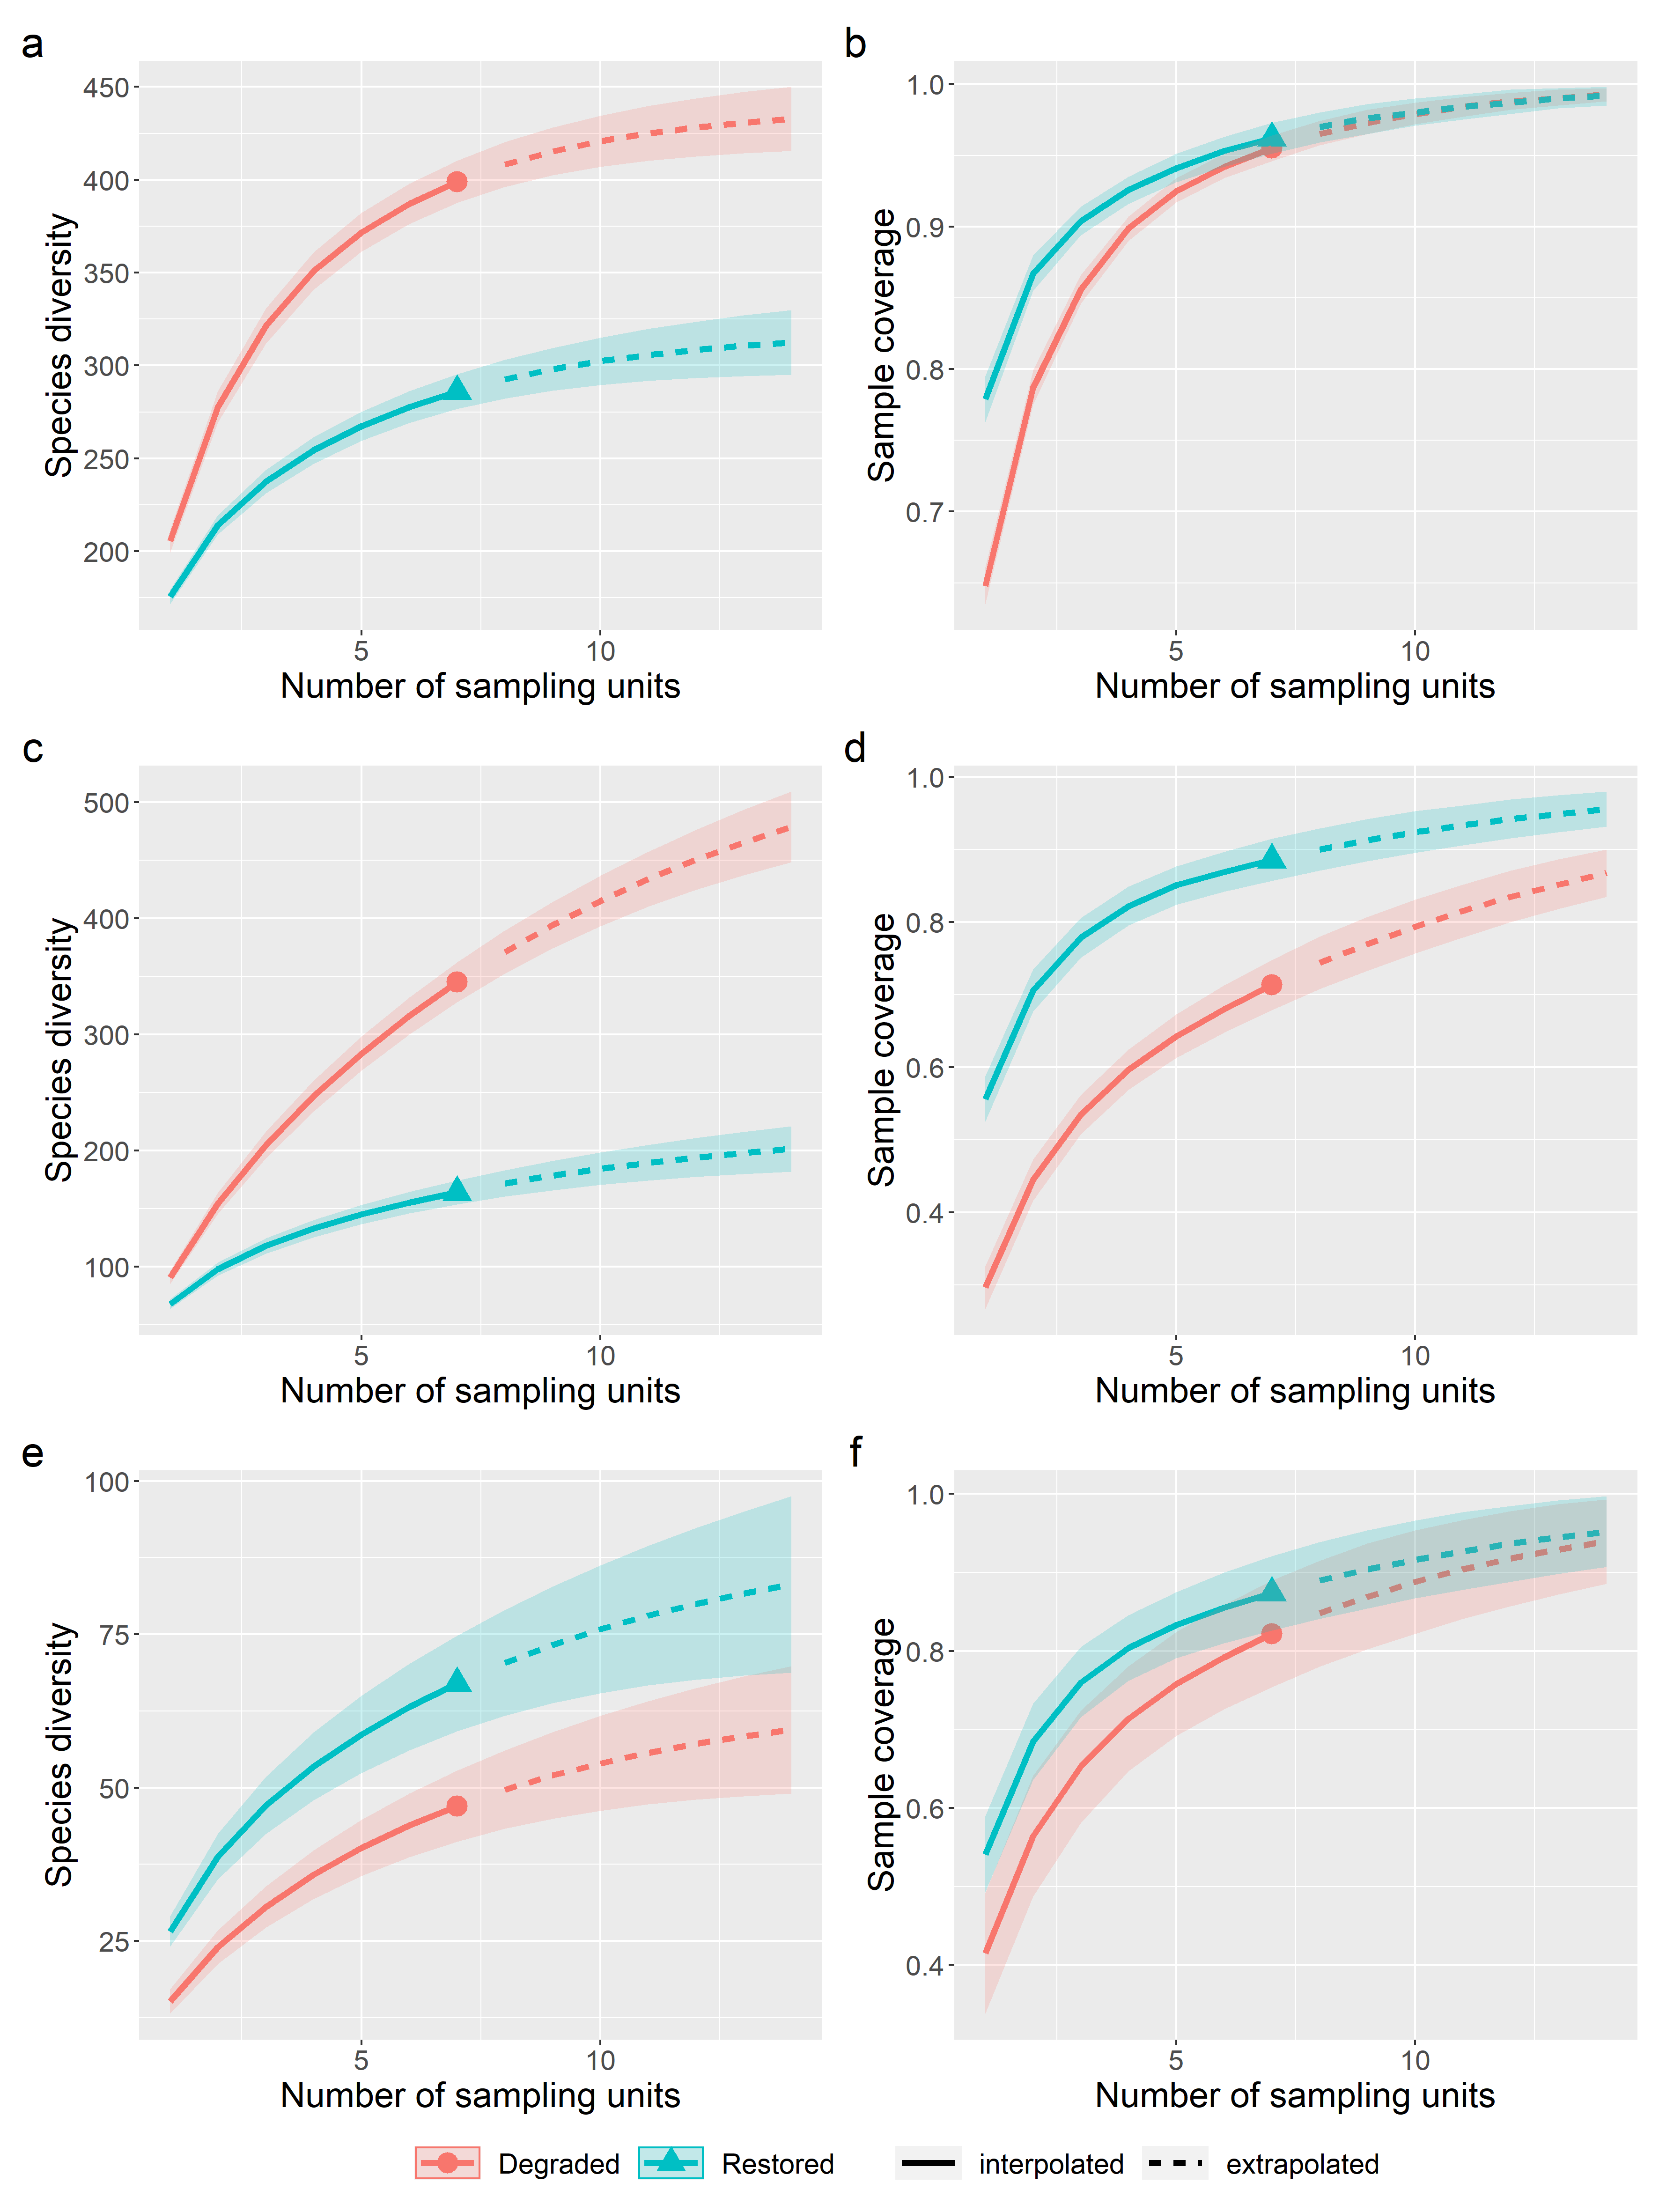 a
450
400
350
300
250
200
Species diversity
5 10
Number of sampling units
b
1.0
0.9
0.8
0.7
Sample coverage
5 10
Number of sampling units
c
500
400
300
200
100
Species diversity
5 10
Number of sampling units
d
1.0
0.8
0.6
0.4
Sample coverage
5 10
Number of sampling units
e
100
75
50
25
Species diversity
5 10
Number of sampling units
f
1.0
0.8
0.6
0.4
Sample coverage
5 10
Number of sampling units
Degraded Restored interpolated extrapolated